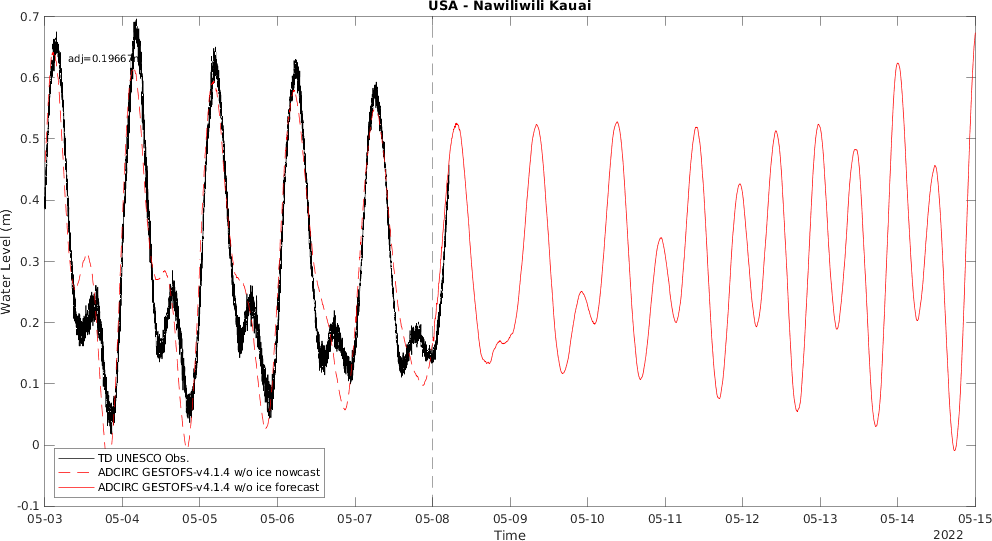 USA - Nawiliwili Kauai
0.7
adj=0.19667
0.6
0.5
0.4
0.3
0.2
0.1
0
-0.1
Water Level (m)
TD UNESCO Obs.
ADCIRC GESTOFS-v4.1.4 w/o ice nowcast
ADCIRC GESTOFS-v4.1.4 w/o ice forecast
05-03 05-04 05-05 05-06 05-07 05-08 05-09 05-10 05-11 05-12 05-13 05-14 05-15
Time
2022